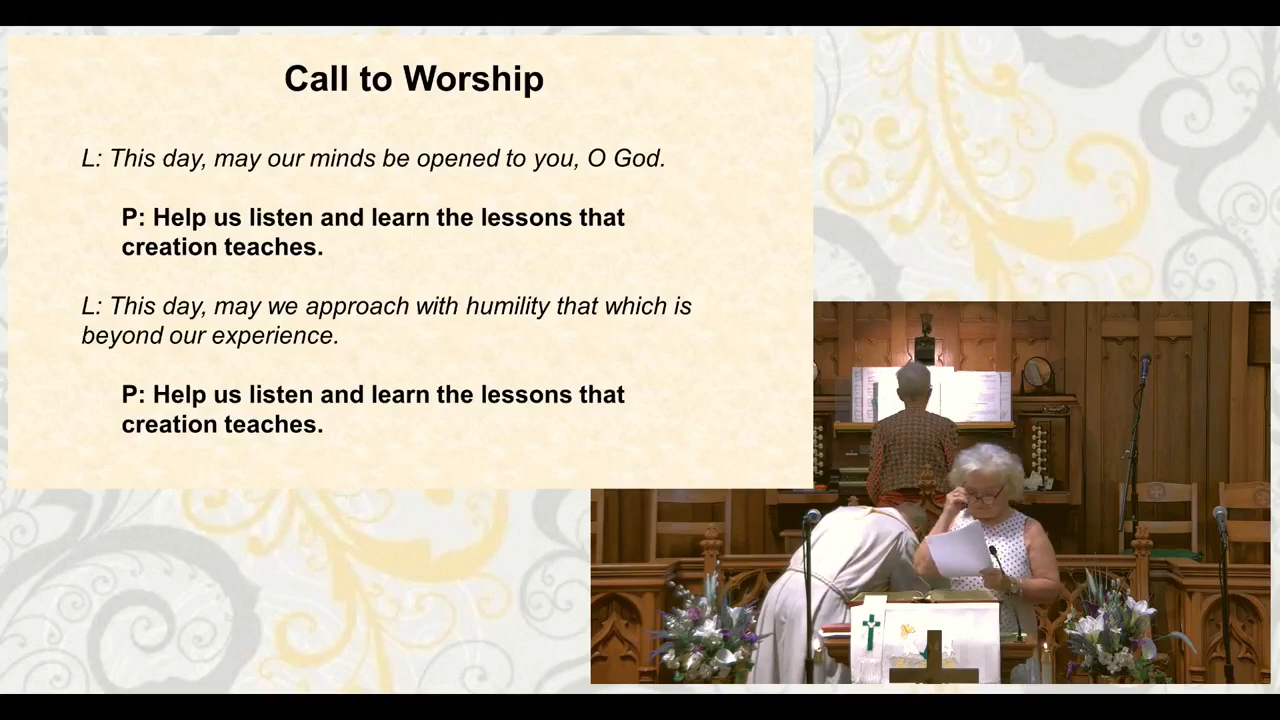 Call to Worship
L: This day, may our minds be opened to you, O God.
P: Help us listen and learn the lessons that
creation teaches.
L: This day, may we approach with humility that which is
beyond our experience.
P: Help us listen and learn the lessons that
creation teaches.